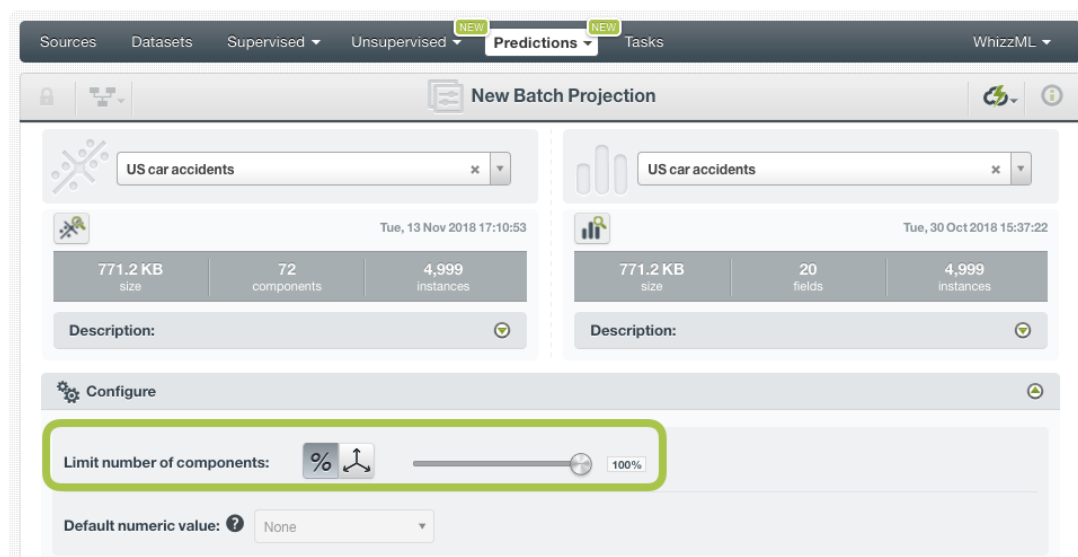 NEW NEW
Sources Datasets Supervised Unsupervised Predictions Tasks WhizzML
New Batch Projection
US car accidents
US car accidents
Tue, 13 Nov 2018 17:10:53
Tue, 30 Oct 2018 15:37:22
771.2 KB 72 4,999
size components instances
771.2 KB 20 4,999
size fields instances
Description:
Description:
Configure
Limit number of components: % 100%
Default numeric value: ? None